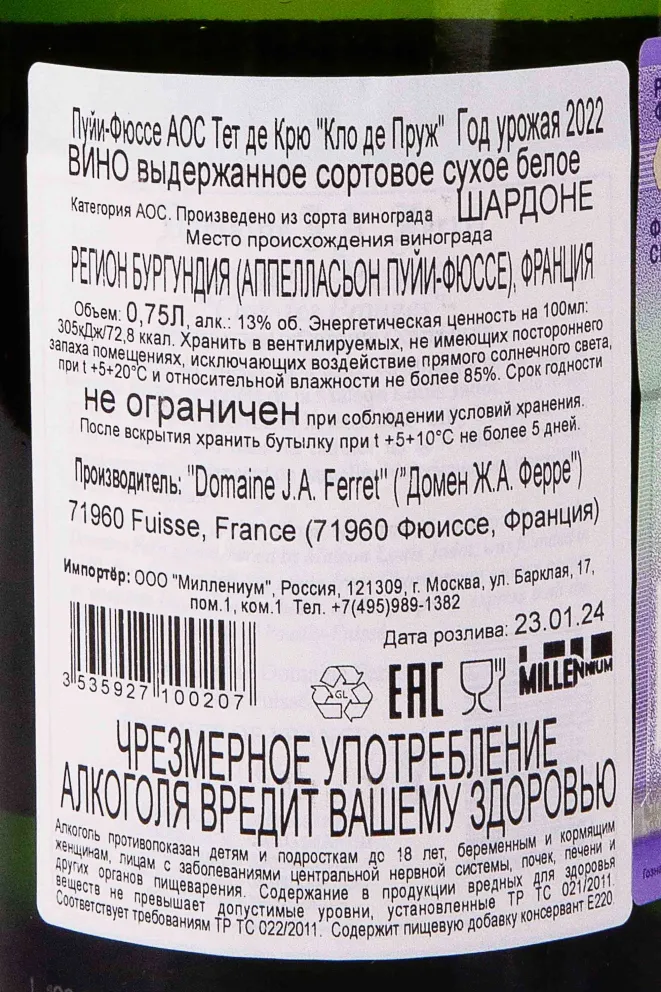 Пуйи-Фюссе АОС Тет де Крю "Кло де Пруж" Год урожая 2022
ВИНО выдержанное сортовое сухое белое
Категория АОС. Произведено из сорта винограда ШАРДОНЕ
Место происхождения винограда
РЕГИОН БУРГУНДИЯ (АППЕЛЛАСЬОН ПУЙИ-ФЮССЕ), ФРАНЦИЯ
Объем: 0,75Л, алк.: 13% об. Энергетическая ценность на 100мл:
305кДж/72,8 ккал. Хранить в вентилируемых, не имеющих постороннего
запаха помещениях, исключающих воздействие прямого солнечного света,
при t +5+20°С и относительной влажности не более 85%. Срок годности
не ограничен при соблюдении условий хранения.
После вскрытия хранить бутылку при t +5+10°С не более 5 дней.
Производитель: "Domaine J.A. Ferret" ("Домен Ж.А. Ферре")
71960 Fuisse, France (71960 Фюиссе, Франция)
Импортёр: ООО "Миллениум", Россия, 121309, г. Москва, ул. Барклая, 17,
пом.1, ком.1 Тел. +7(495)989-1382
Дата розлива: 23.01.24
3 535927 100207
GL
EAC
MILLENNIUM
ЧРЕЗМЕРНОЕ УПОТРЕБЛЕНИЕ
АЛКОГОЛЯ ВРЕДИТ ВАШЕМУ ЗДОРОВЬЮ
Алкоголь противопоказан детям и подросткам до 18 лет, беременным и кормящим
женщинам, лицам с заболеваниями центральной нервной системы, почек, печени и
других органов пищеварения. Содержание в продукции вредных для здоровья
веществ не превышает допустимые уровни, установленные ТР ТС 021/2011.
Соответствует требованиям ТР ТС 022/2011. Содержит пищевую добавку консервант Е220.